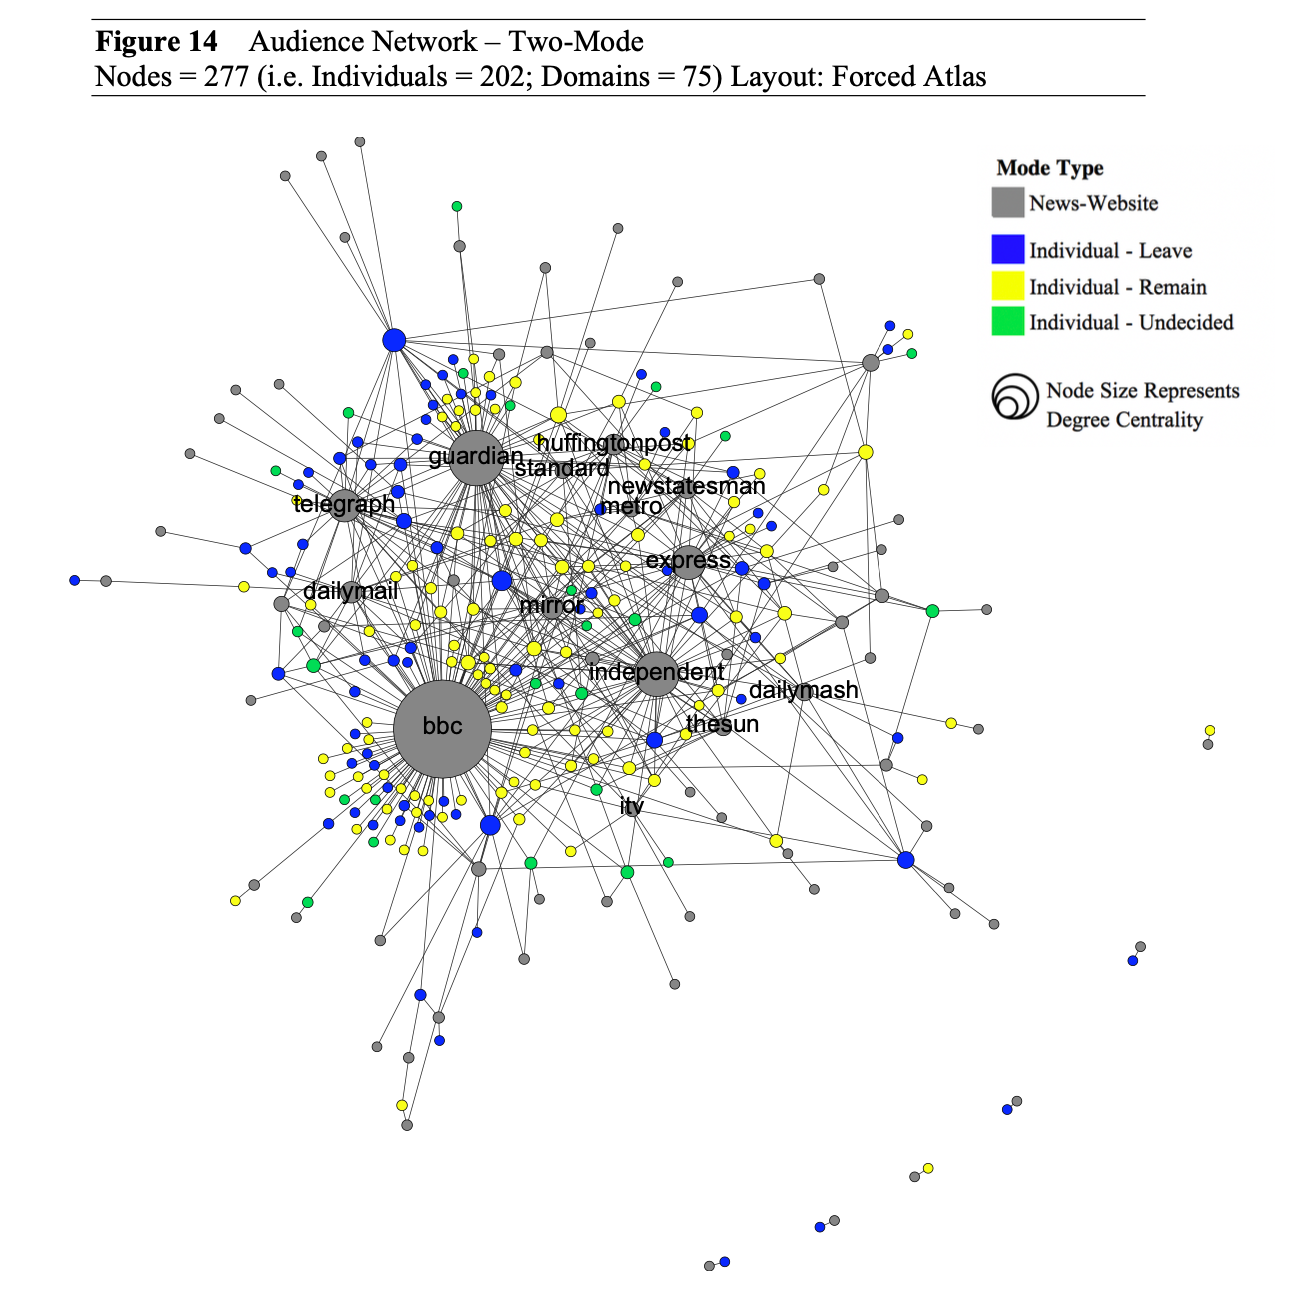 Figure 14 Audience Network – Two-Mode
Nodes = 277 (i.e. Individuals = 202; Domains = 75) Layout: Forced Atlas
Mode Type
News-Website
Individual - Leave
Individual - Remain
Individual - Undecided
Node Size Represents
Degree Centrality
huffingtonpost
guardian
standard
newstatesman
telegraph
metro
express
dailymail
mirror
independent
dailymash
bbc
thesun
itv